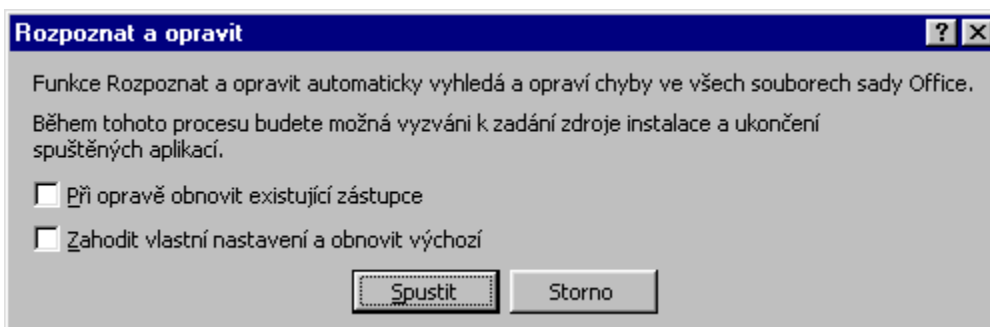 Rozpoznat a opravit
Funkce Rozpoznat a opravit automaticky vyhledá a opraví chyby ve všech souborech sady Office.
Během tohoto procesu budete možná vyzváni k zadání zdroje instalace a ukončení
spuštěných aplikací.
Při opravě obnovit existující zástupce
Zahodit vlastní nastavení a obnovit výchozí
Spustit Storno